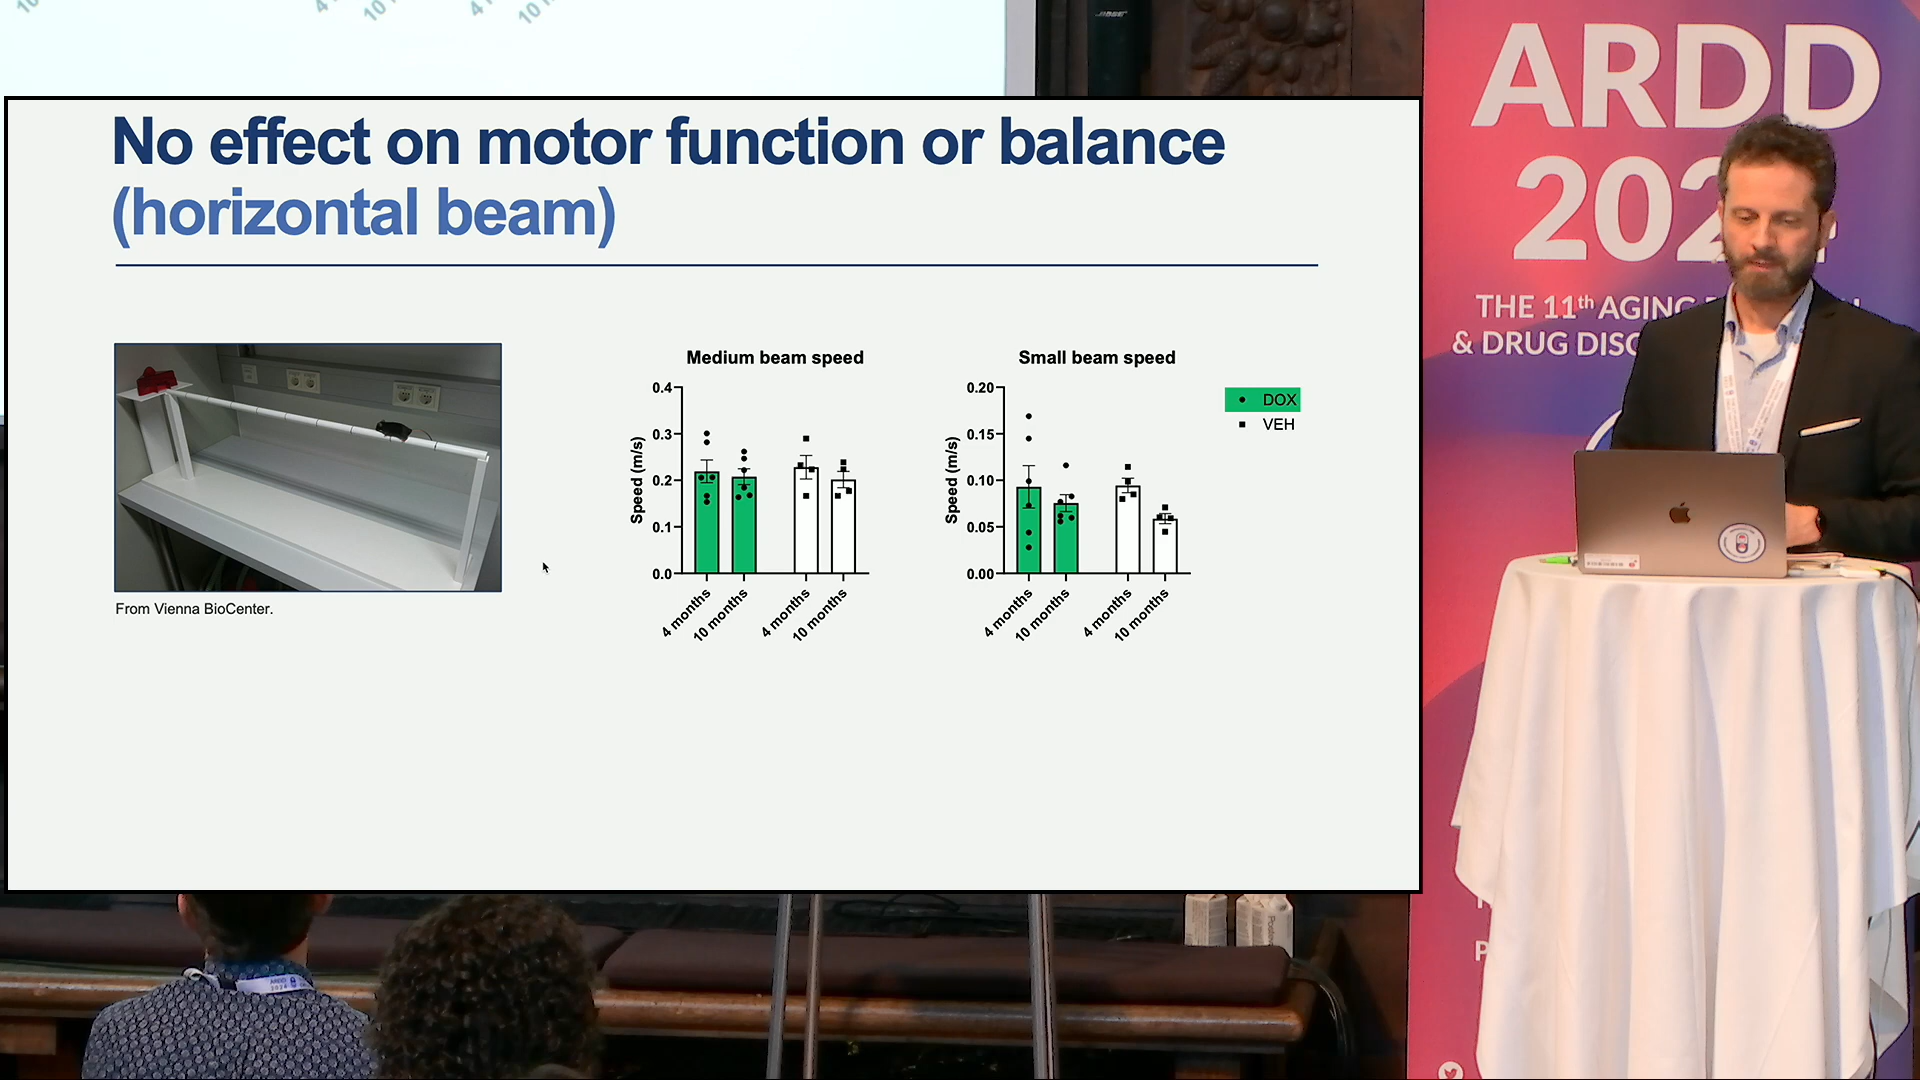 No effect on motor function or balance
(horizontal beam)
From Vienna BioCenter.
Medium beam speed
Speed (m/s)
0.4
0.3
0.2
0.1
0.0
4 months
10 months
4 months
10 months
Small beam speed
Speed (m/s)
0.20
0.15
0.10
0.05
0.00
4 months
10 months
4 months
10 months
DOX
VEH
ARDD
202
THE 11th AGING
& DRUG DISC
BOSE
ARDD
2024